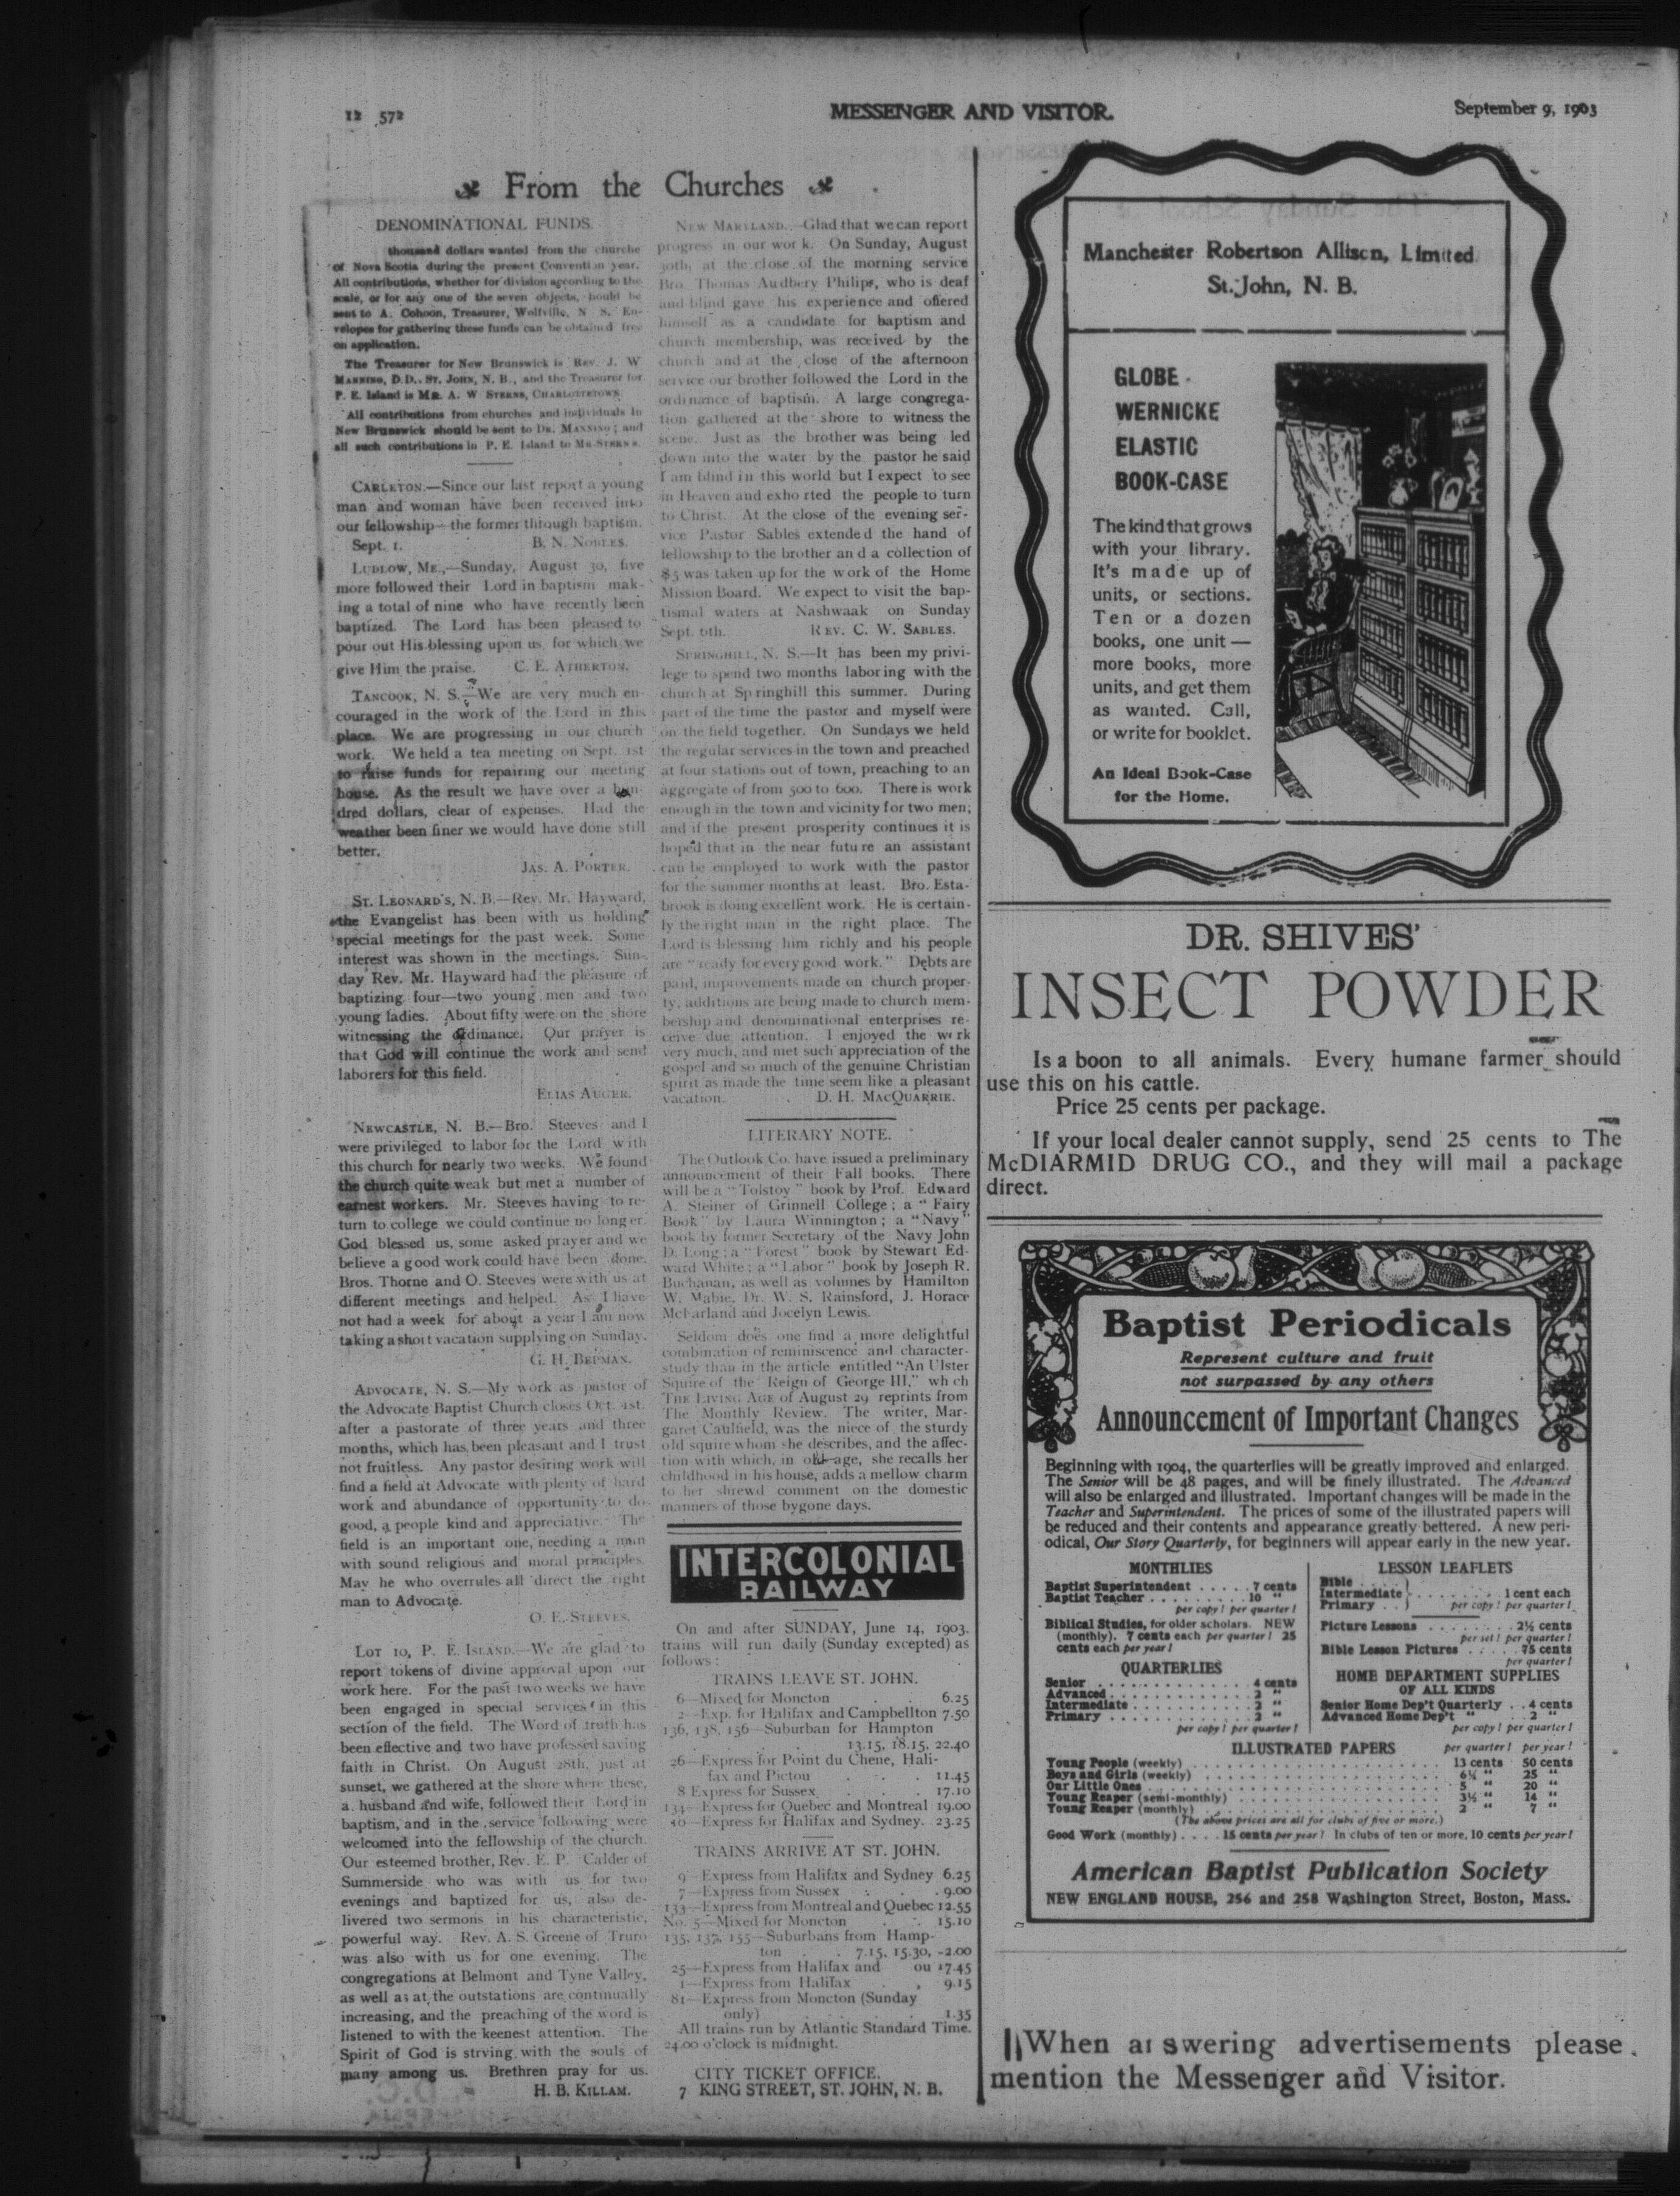 12 572
MESSENGER AND VISITOR.
September 9, 1903
From the Churches
DENOMINATIONAL FUNDS.
thousand dollars wanted from the churche
of Nova Scotia during the present Convention year.
All contributions, whether for division according to the
scale, or for any one of the seven objects, hould be
sent to A. Cohoon, Treasurer, Wolfville, N S. En-
velopes for gathering these funds can be obtained free
on application.
The Treasurer for New Brunswick is REV. J. W
MANNING, D.D., ST. JOHN, N. B., and the Treasurer for
P. E. Island is MR. A. W STERNS, CHARLOTTETOWN
All contributions from churches and individuals in
New Brunswick should be sent to DR. MANNING; and
all such contributions in P. E. Island to MR. STERNS.
CARLETON.—Since our last report a young
man and woman have been received into
our fellowship—the former through baptism.
Sept. 1. B. N. NOBLES.
LUDLOW, ME.,—Sunday, August 30, five
more followed their Lord in baptism mak-
ing a total of nine who have recently been
baptized. The Lord has been pleased to
pour out His blessing upon us for which we
give Him the praise. C. E. ATHERTON.
TANCOOK, N. S.—We are very much en-
couraged in the work of the Lord in this
place. We are progressing in our church
work. We held a tea meeting on Sept. 1st
to raise funds for repairing our meeting
house. As the result we have over a hun-
dred dollars, clear of expenses. Had the
weather been finer we would have done still
better.
JAS. A. PORTER.
ST. LEONARD'S, N. B.—Rev. Mr. Hayward,
the Evangelist has been with us holding
special meetings for the past week. Some
interest was shown in the meetings. Sun-
day Rev. Mr. Hayward had the pleasure of
baptizing four—two young men and two
young ladies. About fifty were on the shore
witnessing the ordinance. Our prayer is
that God will continue the work and send
laborers for this field.
ELIAS AUGER.
NEWCASTLE, N. B.—Bro. Steeves and I
were privileged to labor for the Lord with
this church for nearly two weeks. We found
the church quite weak but met a number of
earnest workers. Mr. Steeves having to re-
turn to college we could continue no longer.
God blessed us, some asked prayer and we
believe a good work could have been done.
Bros. Thorne and O. Steeves were with us at
different meetings and helped. As I have
not had a week for about a year I am now
taking a short vacation supplying on Sunday.
G. H. BEEMAN.
ADVOCATE, N. S.—My work as pastor of
the Advocate Baptist Church closes Oct. 1st.
after a pastorate of three years and three
months, which has been pleasant and I trust
not fruitless. Any pastor desiring work will
find a field at Advocate with plenty of hard
work and abundance of opportunity to do
good, a people kind and appreciative. The
field is an important one, needing a man
with sound religious and moral principles.
May he who overrules all direct the right
man to Advocate.
O. E. STEEVES.
LOT 10, P. E. ISLAND.—We are glad to
report tokens of divine approval upon our
work here. For the past two weeks we have
been engaged in special services in this
section of the field. The Word of truth has
been effective and two have professed saving
faith in Christ. On August 28th, just at
sunset, we gathered at the shore where these,
a husband and wife, followed their Lord in
baptism, and in the service following were
welcomed into the fellowship of the church.
Our esteemed brother, Rev. E. P. Calder of
Summerside who was with us for two
evenings and baptized for us, also de-
livered two sermons in his characteristic,
powerful way. Rev. A. S. Greene of Truro
was also with us for one evening. The
congregations at Belmont and Tyne Valley,
as well as at the outstations are continually
increasing, and the preaching of the word is
listened to with the keenest attention. The
Spirit of God is strving with the souls of
many among us. Brethren pray for us.
H. B. KILLAM.
NEW MARYLAND.—Glad that we can report
progress in our work. On Sunday, August
30th, at the close of the morning service
Bro. Thomas Audbery Philips, who is deaf
and blind gave his experience and offered
himself as a candidate for baptism and
church membership, was received by the
church and at the close of the afternoon
service our brother followed the Lord in the
ordinance of baptism. A large congrega-
tion gathered at the shore to witness the
scene. Just as the brother was being led
down into the water by the pastor he said
I am blind in this world but I expect to see
in Heaven and exhorted the people to turn
to Christ. At the close of the evening ser-
vice Pastor Sables extended the hand of
fellowship to the brother and a collection of
$5 was taken up for the work of the Home
Mission Board. We expect to visit the bap-
tismal waters at Nashwaak on Sunday
Sept. 6th. REV. C. W. SABLES.
SPRINGHILL, N. S.—It has been my privi-
lege to spend two months laboring with the
church at Springhill this summer. During
part of the time the pastor and myself were
on the field together. On Sundays we held
the regular services in the town and preached
at four stations out of town, preaching to an
aggregate of from 500 to 600. There is work
enough in the town and vicinity for two men;
and if the present prosperity continues it is
hoped that in the near future an assistant
can be employed to work with the pastor
for the summer months at least. Bro. Esta-
brook is doing excellent work. He is certain-
ly the right man in the right place. The
Lord is blessing him richly and his people
are "ready for every good work." Debts are
paid, improvements made on church proper-
ty, additions are being made to church mem-
bership and denominational enterprises re-
ceive due attention. I enjoyed the work
very much, and met such appreciation of the
gospel and so much of the genuine Christian
spirit as made the time seem like a pleasant
vacation. D. H. MACQUARRIE.
LITERARY NOTE.
The Outlook Co. have issued a preliminary
announcement of their Fall books. There
will be a "Tolstoy" book by Prof. Edward
A. Steiner of Grinnell College; a "Fairy
Book" by Laura Winnington; a "Navy"
book by former Secretary of the Navy John
D. Long; a "Forest" book by Stewart Ed-
ward White; a "Labor" book by Joseph R.
Buchanan, as well as volumes by Hamilton
W. Mabie, Dr. W. S. Rainsford, J. Horace
McFarland and Jocelyn Lewis.
Seldom does one find a more delightful
combination of reminiscence and character-
study than in the article entitled "An Ulster
Squire of the Reign of George III," wh ch
THE LIVING AGE of August 29 reprints from
The Monthly Review. The writer, Mar-
garet Caulfield, was the niece of the sturdy
old squire whom she describes, and the affec-
tion with which, in old age, she recalls her
childhood in his house, adds a mellow charm
to her shrewd comment on the domestic
manners of those bygone days.
INTERCOLONIAL
RAILWAY
On and after SUNDAY, June 14, 1903,
trains will run daily (Sunday excepted) as
follows:
TRAINS LEAVE ST. JOHN.
6—Mixed for Moncton 6.25
2—Exp. for Halifax and Campbellton 7.50
136, 138, 156—Suburban for Hampton
13.15, 18.15, 22.40
26—Express for Point du Chene, Hali-
fax and Pictou 11.45
8 Express for Sussex 17.10
134—Express for Quebec and Montreal 19.00
10—Express for Halifax and Sydney. 23.25
TRAINS ARRIVE AT ST. JOHN.
9—Express from Halifax and Sydney 6.25
7—Express from Sussex 9.00
133—Express from Montreal and Quebec 12.55
No. 5—Mixed for Moncton 15.10
135, 137, 155—Suburbans from Hamp-
ton 7.15, 15.30, -2.00
25—Express from Halifax and ou 17.45
1—Express from Halifax 9.15
81—Express from Moncton (Sunday
only) 1.35
All trains run by Atlantic Standard Time.
24.00 o'clock is midnight.
CITY TICKET OFFICE,
7 KING STREET, ST. JOHN, N. B.
Manchester Robertson Allison, Limited
St. John, N. B.
GLOBE
WERNICKE
ELASTIC
BOOK-CASE
The kind that grows
with your library.
It's made up of
units, or sections.
Ten or a dozen
books, one unit —
more books, more
units, and get them
as wanted. Call,
or write for booklet.
An Ideal Book-Case
for the Home.
DR. SHIVES'
INSECT POWDER
Is a boon to all animals. Every humane farmer should
use this on his cattle.
Price 25 cents per package.
If your local dealer cannot supply, send 25 cents to The
McDIARMID DRUG CO., and they will mail a package
direct.
Baptist Periodicals
Represent culture and fruit
not surpassed by any others
Announcement of Important Changes
Beginning with 1904, the quarterlies will be greatly improved and enlarged.
The Senior will be 48 pages, and will be finely illustrated. The Advanced
will also be enlarged and illustrated. Important changes will be made in the
Teacher and Superintendent. The prices of some of the illustrated papers will
be reduced and their contents and appearance greatly bettered. A new peri-
odical, Our Story Quarterly, for beginners will appear early in the new year.
MONTHLIES
Baptist Superintendent . . . . . 7 cents
Baptist Teacher . . . . . . . . 10 "
per copy! per quarter!
Biblical Studies, for older scholars. NEW
(monthly). 7 cents each per quarter! 25
cents each per year!
QUARTERLIES
Senior . . . . . . . . 4 cents
Advanced . . . . . . . . 2 "
Intermediate . . . . . . . . 2 "
Primary . . . . . . . . 2 "
per copy! per quarter!
LESSON LEAFLETS
Bible
Intermediate . . . . . 1 cent each
Primary
per copy! per quarter!
Picture Lessons . . . . . . . 2½ cents
per set! per quarter!
Bible Lesson Pictures . . . . . 75 cents
per quarter!
HOME DEPARTMENT SUPPLIES
OF ALL KINDS
Senior Home Dep't Quarterly . . 4 cents
Advanced Home Dep't " . . 2 "
per copy! per quarter!
ILLUSTRATED PAPERS per quarter! per year!
Young People (weekly) 13 cents 50 cents
Boys and Girls (weekly) 6¼ " 25 "
Our Little Ones 5 " 20 "
Young Reaper (semi-monthly) 3½ " 14 "
Young Reaper (monthly) 2 " 7 "
(The above prices are all for clubs of five or more.)
Good Work (monthly) . . . . 15 cents per year! In clubs of ten or more, 10 cents per year!
American Baptist Publication Society
NEW ENGLAND HOUSE, 256 and 258 Washington Street, Boston, Mass.
When answering advertisements please
mention the Messenger and Visitor.